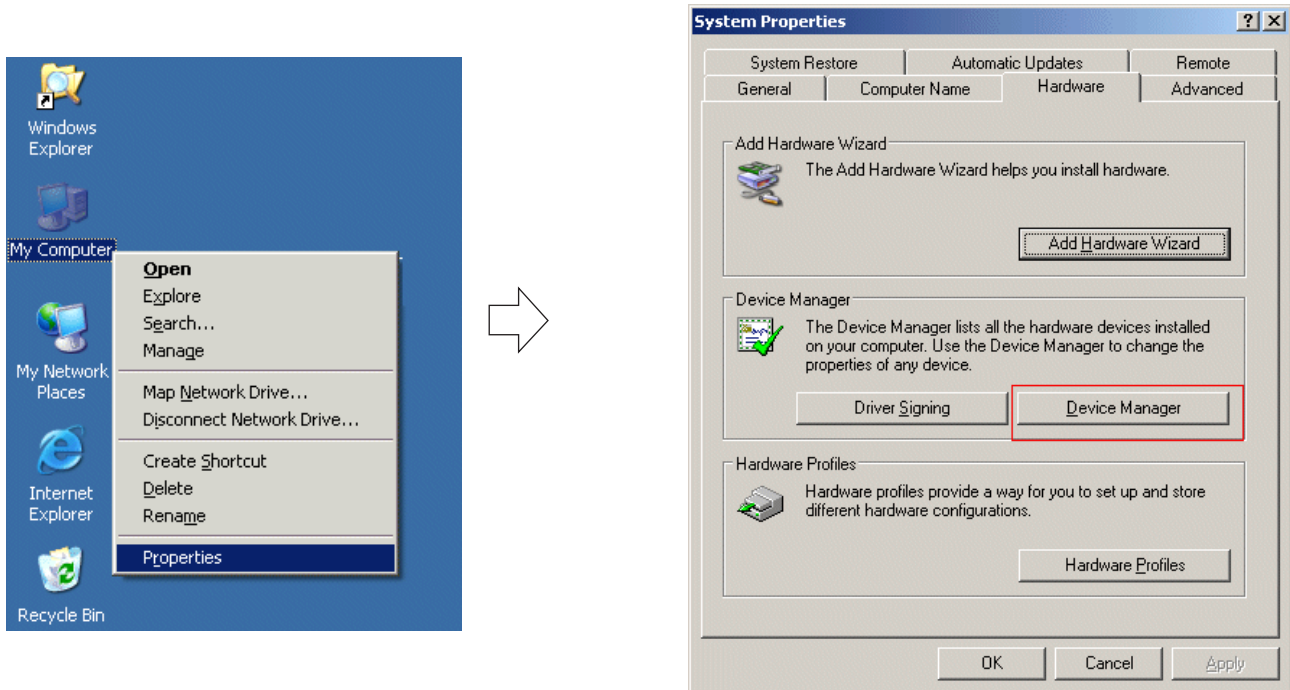 Windows
Explorer
My Computer
My Network
Places
Internet
Explorer
Recycle Bin
Open
Explore
Search...
Manage
Map Network Drive...
Disconnect Network Drive...
Create Shortcut
Delete
Rename
Properties
System Properties
System Restore
Automatic Updates
Remote
General
Computer Name
Hardware
Advanced
Add Hardware Wizard
The Add Hardware Wizard helps you install hardware.
Add Hardware Wizard
Device Manager
The Device Manager lists all the hardware devices installed
on your computer. Use the Device Manager to change the
properties of any device.
Driver Signing
Device Manager
Hardware Profiles
Hardware profiles provide a way for you to set up and store
different hardware configurations.
Hardware Profiles
OK
Cancel
Apply